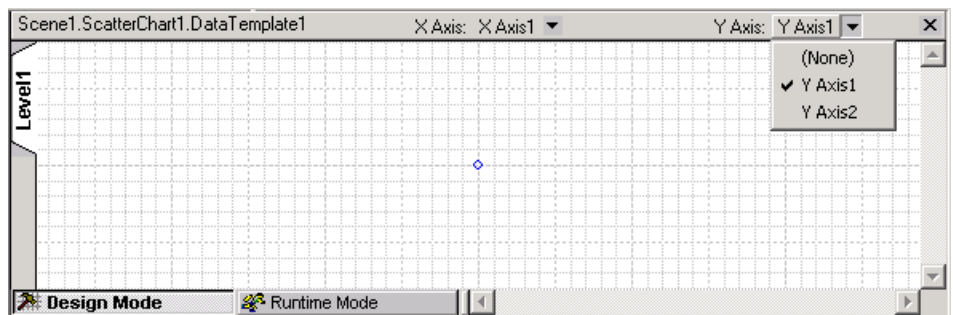 Scene1.ScatterChart1.DataTemplate1 X Axis: X Axis1 Y Axis: Y Axis1
(None)
Y Axis1
Y Axis2
Level1
Design Mode Runtime Mode